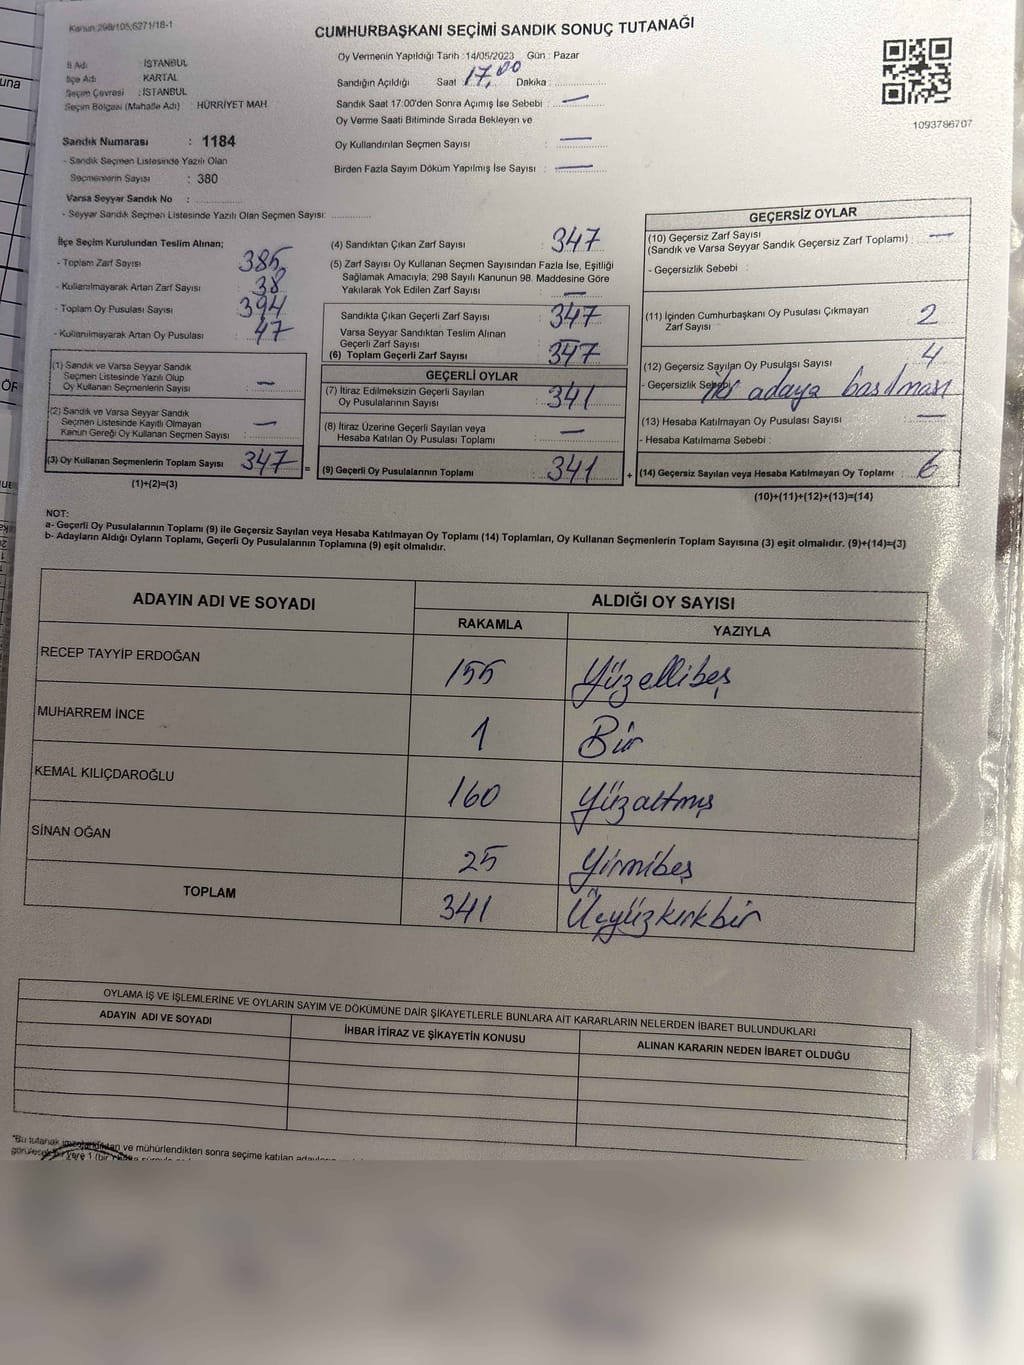 Kanun:298/105,6271/18-1
CUMHURBAŞKANI SEÇİMİ SANDIK SONUÇ TUTANAĞI
İl Adı : İSTANBUL
İlçe Adı : KARTAL
Seçim Çevresi : İSTANBUL
Seçim Bölgesi (Mahalle Adı) : HÜRRİYET MAH.
Sandık Numarası : 1184
- Sandık Seçmen Listesinde Yazılı Olan
Seçmenlerin Sayısı : 380
Varsa Seyyar Sandık No :
- Seyyar Sandık Seçmen Listesinde Yazılı Olan Seçmen Sayısı:
Oy Vermenin Yapıldığı Tarih : 14/05/2023 Gün : Pazar
Sandığın Açıldığı Saat : 17,00 Dakika :
Sandık Saat 17:00'den Sonra Açımış İse Sebebi : —
Oy Verme Saati Bitiminde Sırada Bekleyen ve
Oy Kullandırılan Seçmen Sayısı : —
Birden Fazla Sayım Döküm Yapılmış İse Sayısı : —
1093786707
İlçe Seçim Kurulundan Teslim Alınan;
- Toplam Zarf Sayısı : 385
- Kullanılmayarak Artan Zarf Sayısı : 38
- Toplam Oy Pusulası Sayısı : 394
- Kullanılmayarak Artan Oy Pusulası : 47
(1) Sandık ve Varsa Seyyar Sandık
Seçmen Listesinde Yazılı Olup
Oy Kullanan Seçmenlerin Sayısı : —
(2) Sandık ve Varsa Seyyar Sandık
Seçmen Listesinde Kayıtlı Olmayan
Kanun Gereği Oy Kullanan Seçmen Sayısı : —
(3) Oy Kullanan Seçmenlerin Toplam Sayısı : 347 =
(1)+(2)=(3)
(4) Sandıktan Çıkan Zarf Sayısı : 347
(5) Zarf Sayısı Oy Kullanan Seçmen Sayısından Fazla İse, Eşitliği
Sağlamak Amacıyla; 298 Sayılı Kanunun 98. Maddesine Göre
Yakılarak Yok Edilen Zarf Sayısı : —
Sandıkta Çıkan Geçerli Zarf Sayısı : 347
Varsa Seyyar Sandıktan Teslim Alınan
Geçerli Zarf Sayısı :
(6) Toplam Geçerli Zarf Sayısı : 347
GEÇERLİ OYLAR
(7) İtiraz Edilmeksizin Geçerli Sayılan
Oy Pusulalarının Sayısı : 341
(8) İtiraz Üzerine Geçerli Sayılan veya
Hesaba Katılan Oy Pusulası Toplamı : —
(9) Geçerli Oy Pusulalarının Toplamı : 341 +
GEÇERSİZ OYLAR
(10) Geçersiz Zarf Sayısı
(Sandık ve Varsa Seyyar Sandık Geçersiz Zarf Toplamı) : —
- Geçersizlik Sebebi :
(11) İçinden Cumhurbaşkanı Oy Pusulası Çıkmayan
Zarf Sayısı : 2
(12) Geçersiz Sayılan Oy Pusulası Sayısı : 4
- Geçersizlik Sebebi : iki adaya basılması
(13) Hesaba Katılmayan Oy Pusulası Sayısı : —
- Hesaba Katılmama Sebebi :
(14) Geçersiz Sayılan veya Hesaba Katılmayan Oy Toplamı : 6
(10)+(11)+(12)+(13)=(14)
NOT:
a- Geçerli Oy Pusulalarının Toplamı (9) ile Geçersiz Sayılan veya Hesaba Katılmayan Oy Toplamı (14) Toplamları, Oy Kullanan Seçmenlerin Toplam Sayısına (3) eşit olmalıdır. (9)+(14)=(3)
b- Adayların Aldığı Oyların Toplamı, Geçerli Oy Pusulalarının Toplamına (9) eşit olmalıdır.
ADAYIN ADI VE SOYADI
ALDIĞI OY SAYISI
RAKAMLA YAZIYLA
RECEP TAYYİP ERDOĞAN 155 Yüzellibeş
MUHARREM İNCE 1 Bir
KEMAL KILIÇDAROĞLU 160 Yüzaltmış
SİNAN OĞAN 25 Yirmibeş
TOPLAM 341 Üçyüzkırkbir
OYLAMA İŞ VE İŞLEMLERİNE VE OYLARIN SAYIM VE DÖKÜMÜNE DAİR ŞİKAYETLERLE BUNLARA AİT KARARLARIN NELERDEN İBARET BULUNDUKLARI
ADAYIN ADI VE SOYADI İHBAR İTİRAZ VE ŞİKAYETİN KONUSU ALINAN KARARIN NEDEN İBARET OLDUĞU
"Bu tutanak ve mühürlendikten sonra seçime katılan
yere 1 (bir